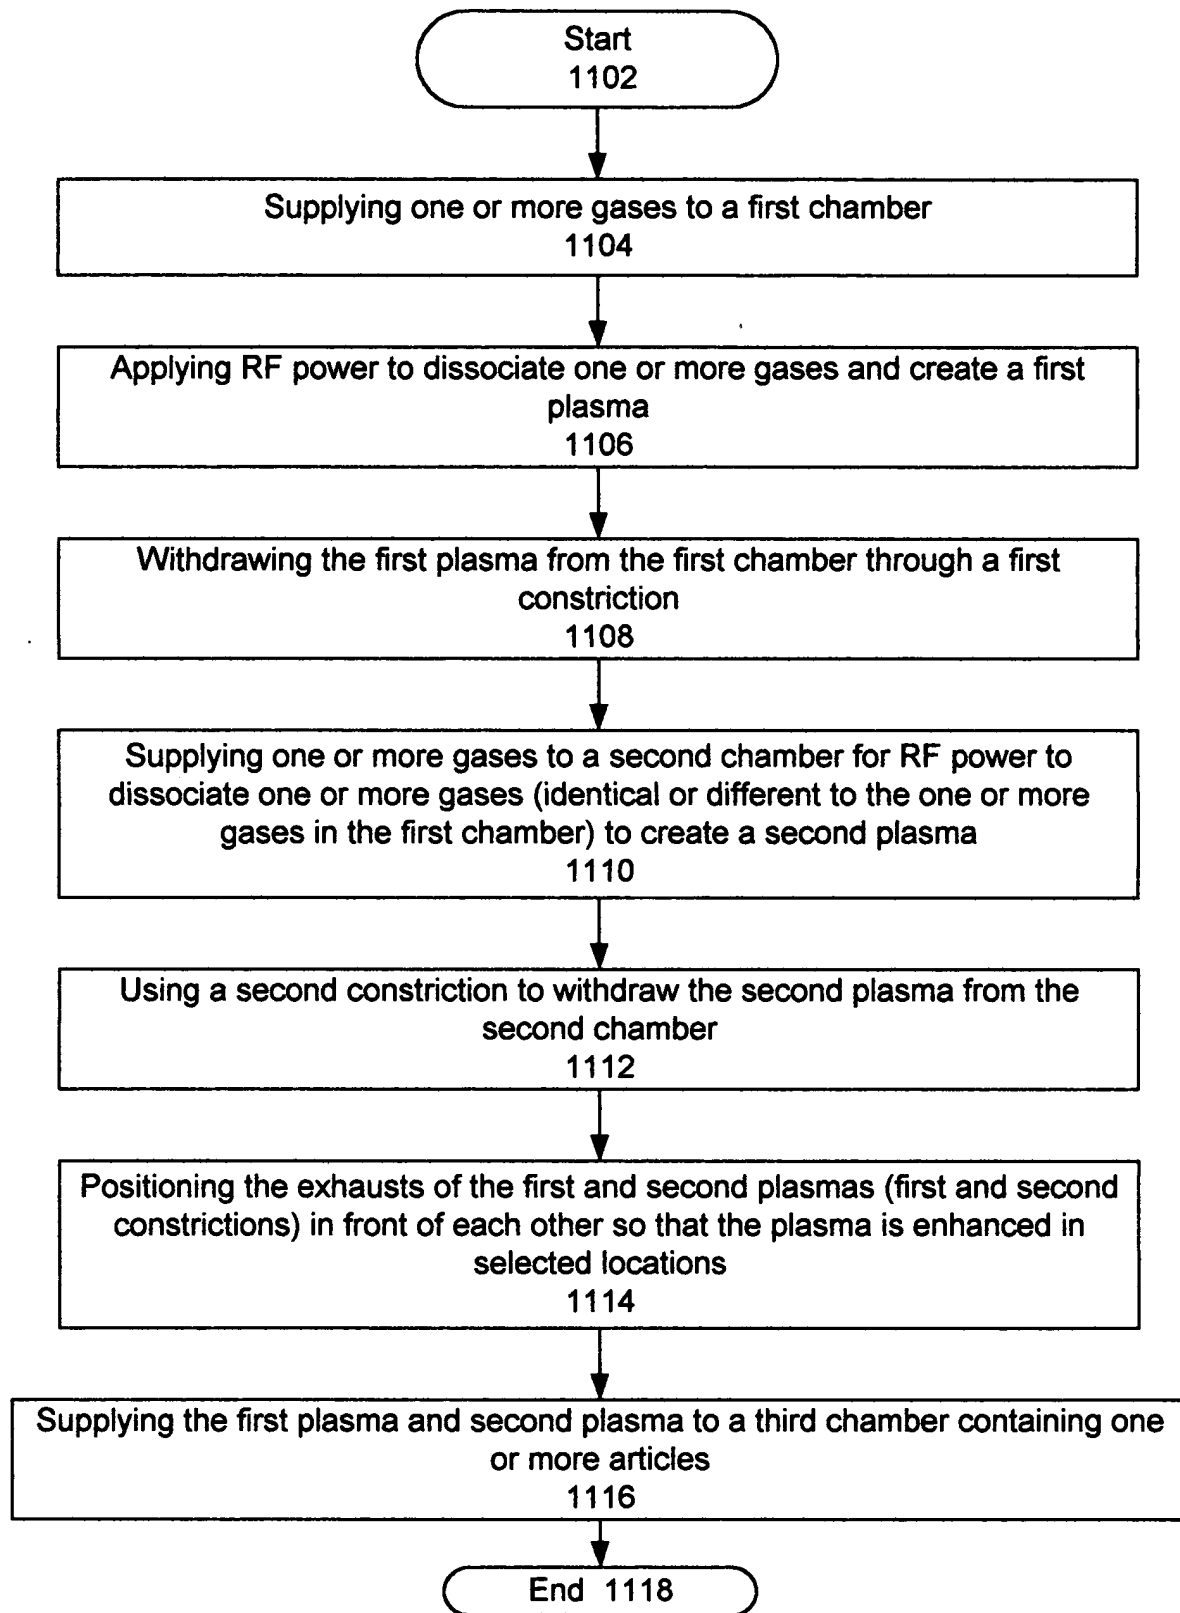 Start
1102
Supplying one or more gases to a first chamber
1104
Applying RF power to dissociate one or more gases and create a first
plasma
1106
Withdrawing the first plasma from the first chamber through a first
constriction
1108
Supplying one or more gases to a second chamber for RF power to
dissociate one or more gases (identical or different to the one or more
gases in the first chamber) to create a second plasma
1110
Using a second constriction to withdraw the second plasma from the
second chamber
1112
Positioning the exhausts of the first and second plasmas (first and second
constrictions) in front of each other so that the plasma is enhanced in
selected locations
1114
Supplying the first plasma and second plasma to a third chamber containing one
or more articles
1116
End 1118